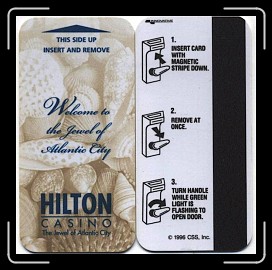 THIS SIDE UP
INSERT AND REMOVE
Welcome to
the Jewel of
Atlantic City
HILTON
CASINO
The Jewel of Atlantic City
1.
INSERT CARD
WITH
MAGNETIC
STRIPE DOWN.
2.
REMOVE AT
ONCE.
3.
TURN HANDLE
WHILE GREEN
LIGHT IS
FLASHING TO
OPEN DOOR.
© 1996 CSS, Inc.